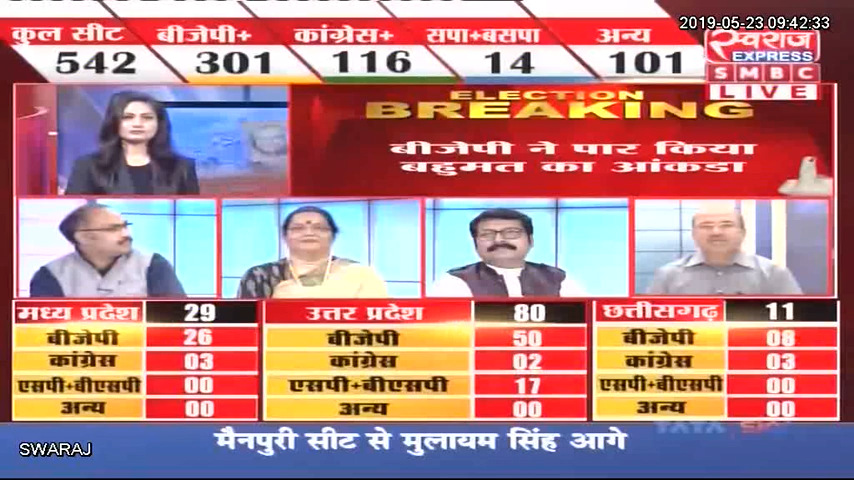 2019-05-23 09:42:33
कुल सीट बीजेपी+ कांग्रेस+ सपा+बसपा अन्य
542 301 116 14 101
स्वराज
EXPRESS
SMBC
LIVE
ELECTION
BREAKING
बीजेपी ने पार किया
बहुमत का आंकडा
मध्य प्रदेश 29
बीजेपी 26
कांग्रेस 03
एसपी+बीएसपी 00
अन्य 00
उत्तर प्रदेश 80
बीजेपी 50
कांग्रेस 02
एसपी+बीएसपी 17
अन्य 00
छत्तीसगढ़ 11
बीजेपी 08
कांग्रेस 03
एसपी+बीएसपी 00
अन्य 00
TATA SKY
मैनपुरी सीट से मुलायम सिंह आगे
SWARAJ